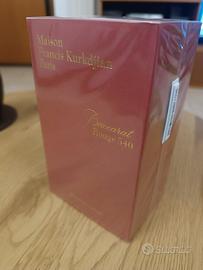 Maison
Francis Kurkdjian
Paris
Baccarat
Rouge 540
SUBITO